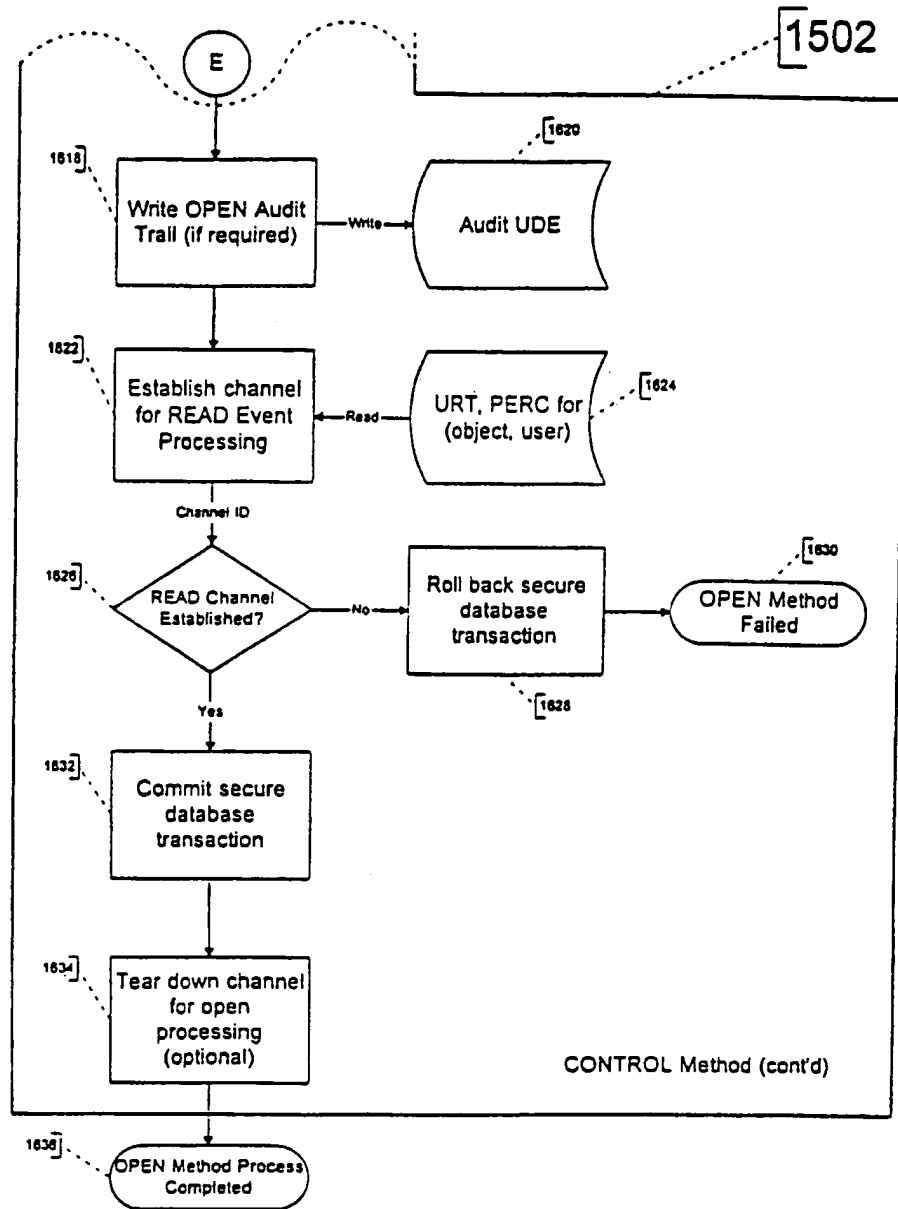 1502
E
1618
Write OPEN Audit
Trail (if required)
Write
1620
Audit UDE
1622
Establish channel
for READ Event
Processing
Read
URT, PERC for
(object, user)
1624
Channel ID
1626
READ Channel
Established?
No
Roll back secure
database
transaction
1628
1630
OPEN Method
Failed
Yes
1632
Commit secure
database
transaction
1634
Tear down channel
for open
processing
(optional)
CONTROL Method (cont'd)
1636
OPEN Method Process
Completed